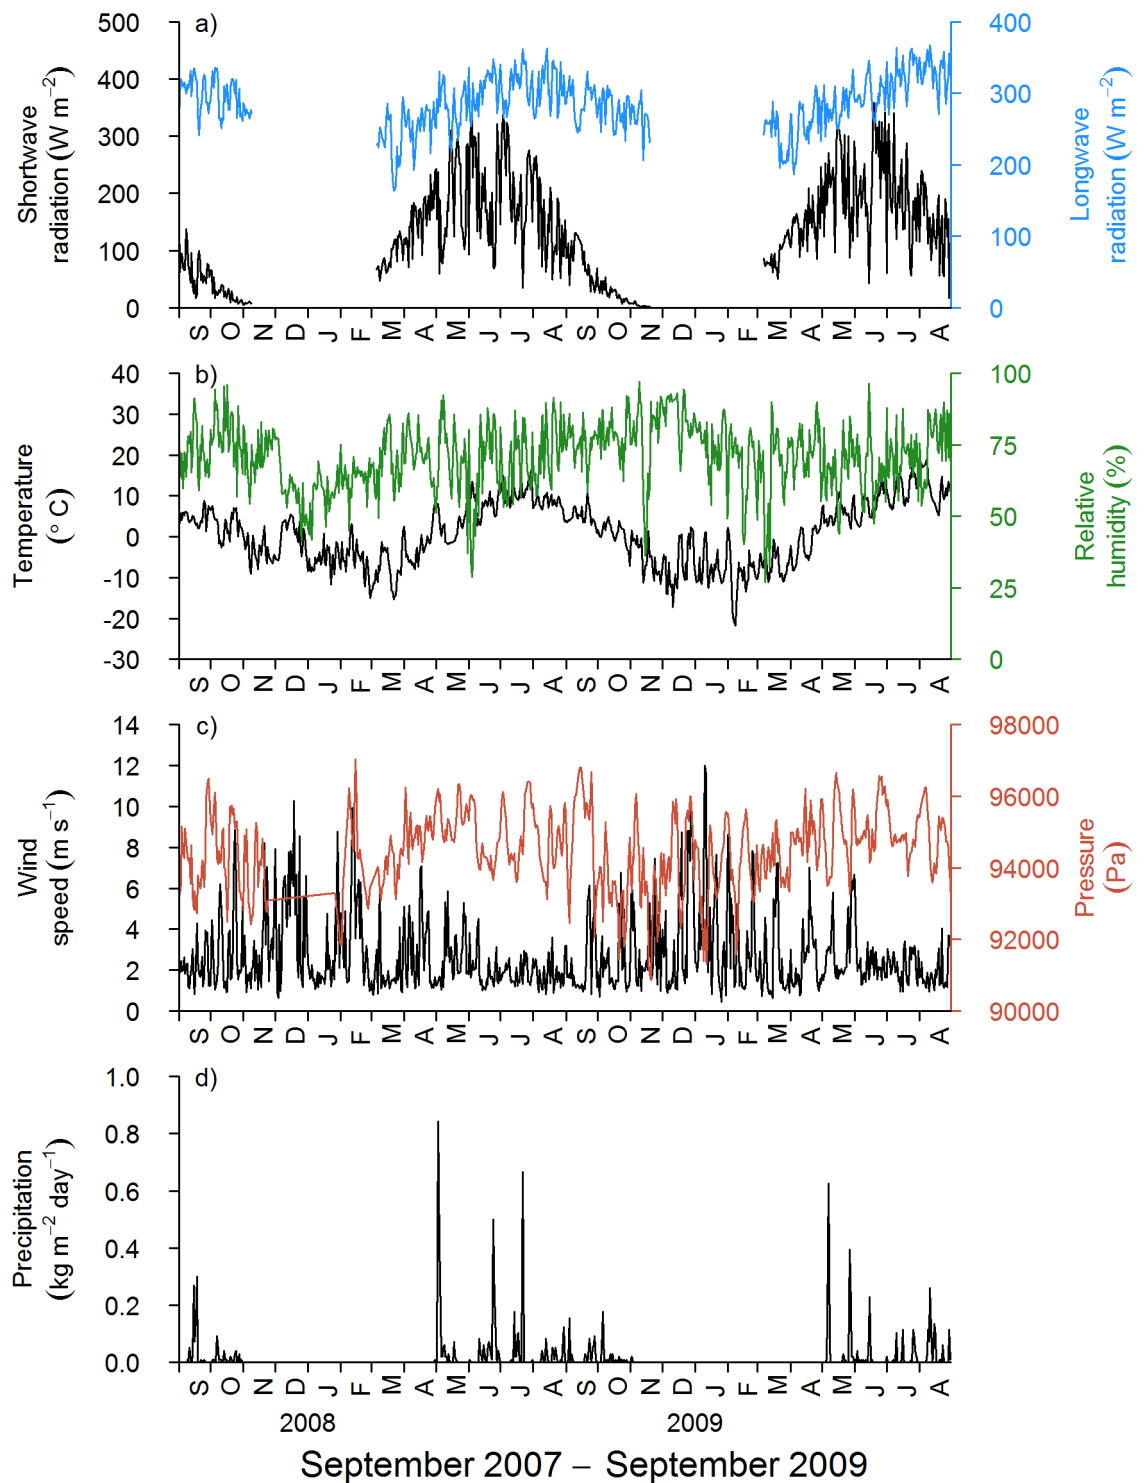 a)
500
400
300
200
100
0
Shortwave
radiation (W m−2)
400
300
200
100
0
Longwave
radiation (W m−2)
S O N D J F M A M J J A S O N D J F M A M J J A
b)
40
30
20
10
0
-10
-20
-30
Temperature
(° C)
100
75
50
25
0
Relative
humidity (%)
S O N D J F M A M J J A S O N D J F M A M J J A
c)
14
12
10
8
6
4
2
0
Wind
speed (m s−1)
98000
96000
94000
92000
90000
Pressure
(Pa)
S O N D J F M A M J J A S O N D J F M A M J J A
d)
1.0
0.8
0.6
0.4
0.2
0.0
Precipitation
(kg m−2 day−1)
S O N D J F M A M J J A S O N D J F M A M J J A
2008 2009
September 2007 – September 2009